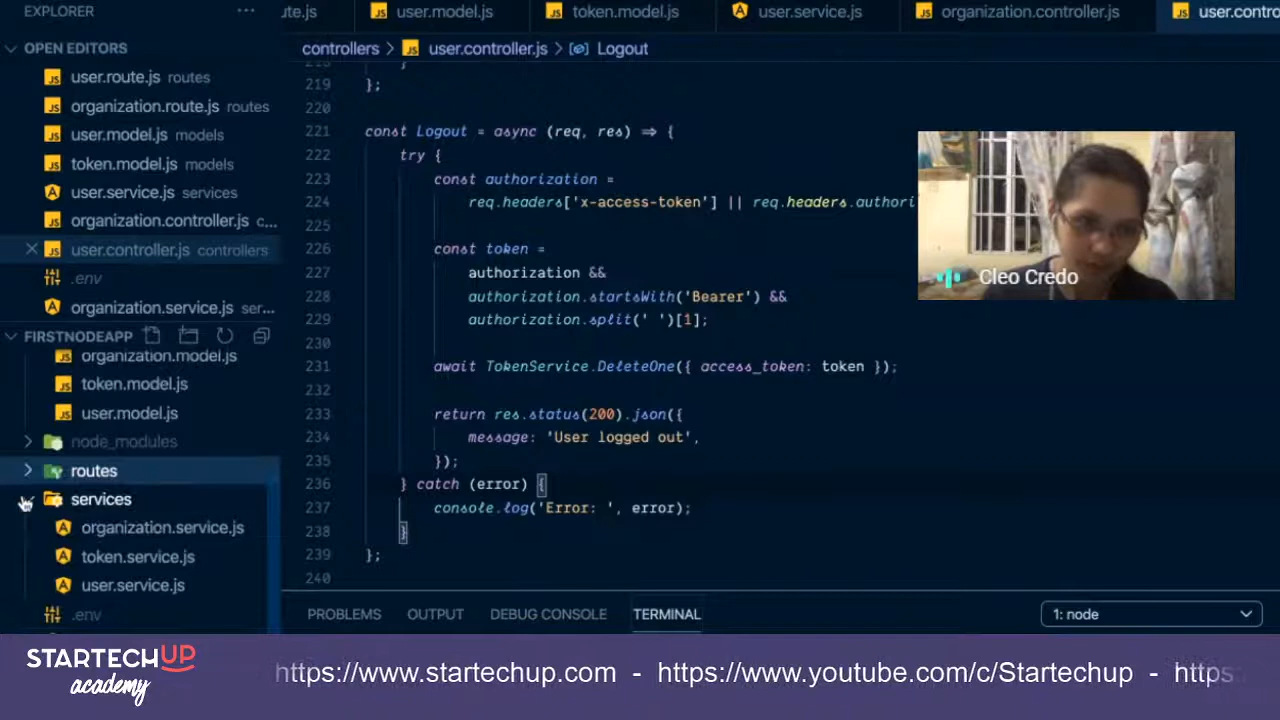 EXPLORER
ute.js
user.model.js
token.model.js
user.service.js
organization.controller.js
user.contro
OPEN EDITORS
user.route.js routes
organization.route.js routes
user.model.js models
token.model.js models
user.service.js services
organization.controller.js c...
user.controller.js controllers
.env
organization.service.js ser...
FIRSTNODEAPP
organization.model.js
token.model.js
user.model.js
node_modules
routes
services
organization.service.js
token.service.js
user.service.js
.env
controllers > user.controller.js > Logout
218 }
219 };
220
221 const Logout = async (req, res) => {
222 try {
223 const authorization =
224 req.headers['x-access-token'] || req.headers.authori
225
226 const token =
227 authorization &&
228 authorization.startsWith('Bearer') &&
229 authorization.split(' ')[1];
230
231 await TokenService.DeleteOne({ access_token: token });
232
233 return res.status(200).json({
234 message: 'User logged out',
235 });
236 } catch (error) {
237 console.log('Error: ', error);
238 }
239 };
240
Cleo Credo
PROBLEMS OUTPUT DEBUG CONSOLE TERMINAL
1: node
STARTECHUP
academy
https://www.startechup.com - https://www.youtube.com/c/Startechup - https: